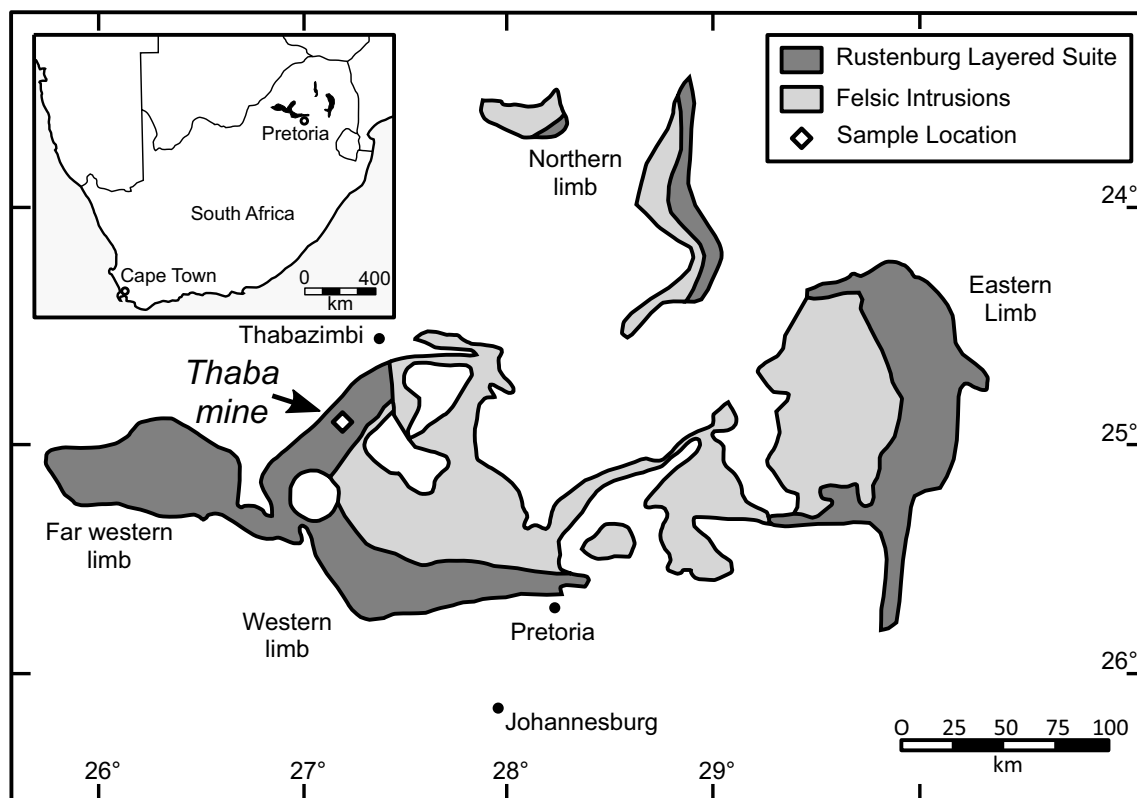 Pretoria
South Africa
Cape Town
0 400
km
Rustenburg Layered Suite
Felsic Intrusions
Sample Location
Northern
limb
24°
Eastern
Limb
Thabazimbi
Thaba
mine
25°
Far western
limb
Western
limb
Pretoria
26°
Johannesburg
O 25 50 75 100
km
26° 27° 28° 29°